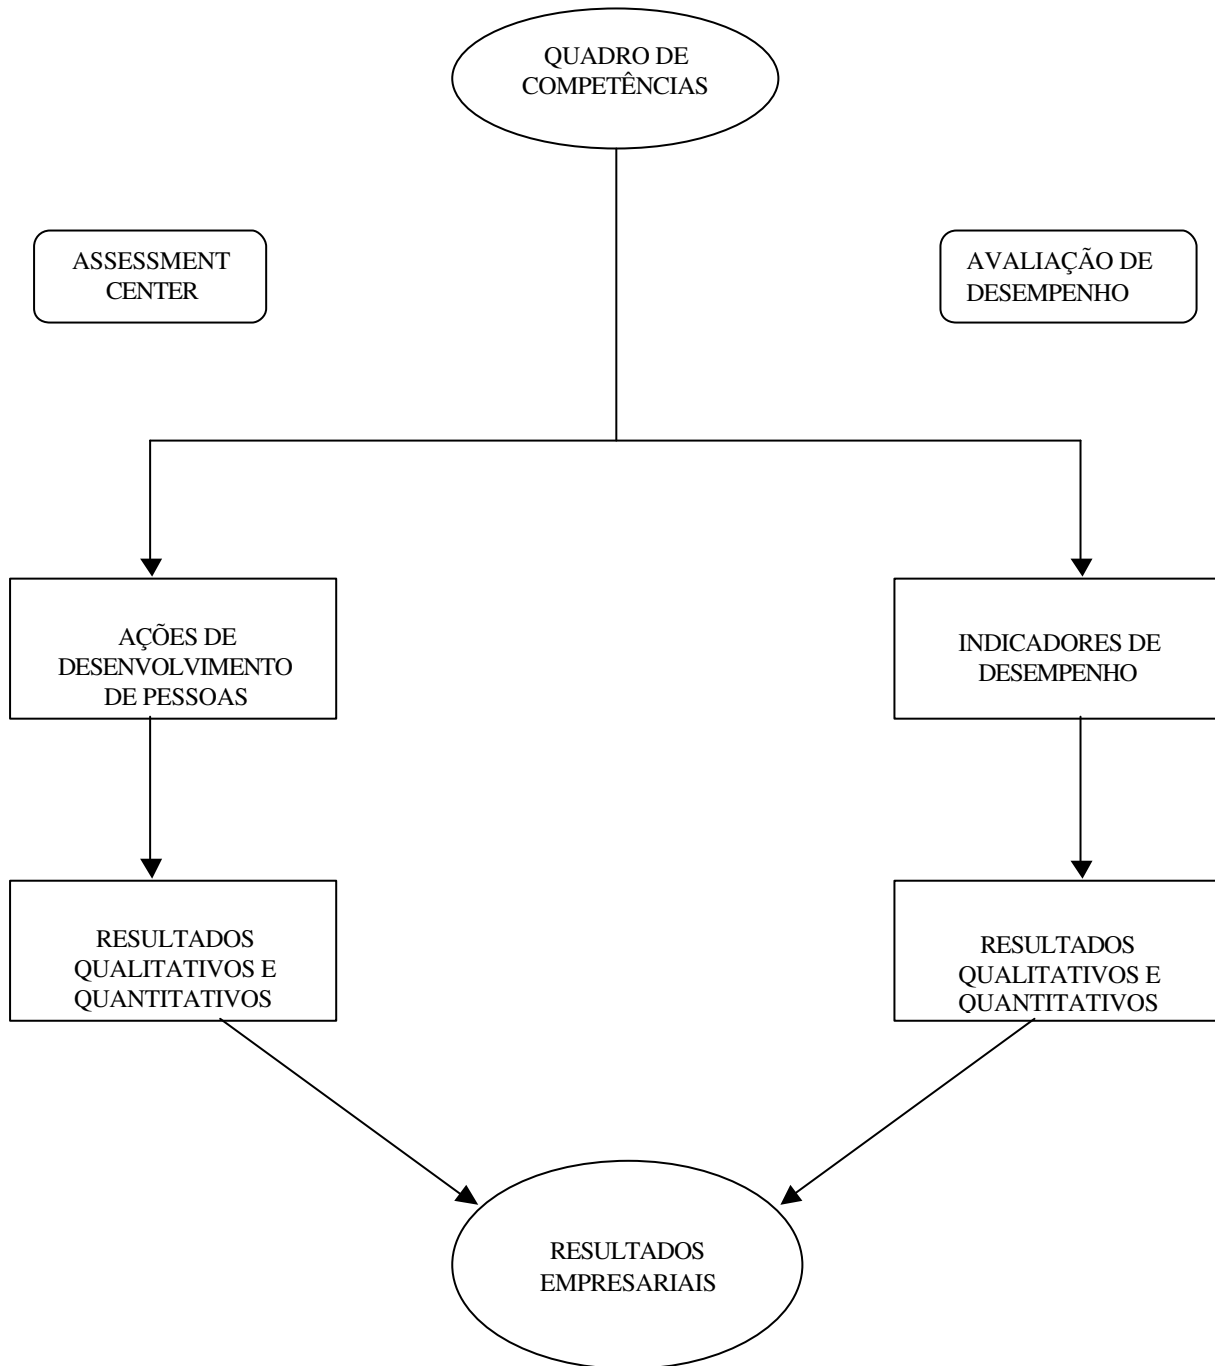 QUADRO DE
COMPETÊNCIAS
ASSESSMENT
CENTER
AVALIAÇÃO DE
DESEMPENHO
AÇÕES DE
DESENVOLVIMENTO
DE PESSOAS
INDICADORES DE
DESEMPENHO
RESULTADOS
QUALITATIVOS E
QUANTITATIVOS
RESULTADOS
QUALITATIVOS E
QUANTITATIVOS
RESULTADOS
EMPRESARIAIS